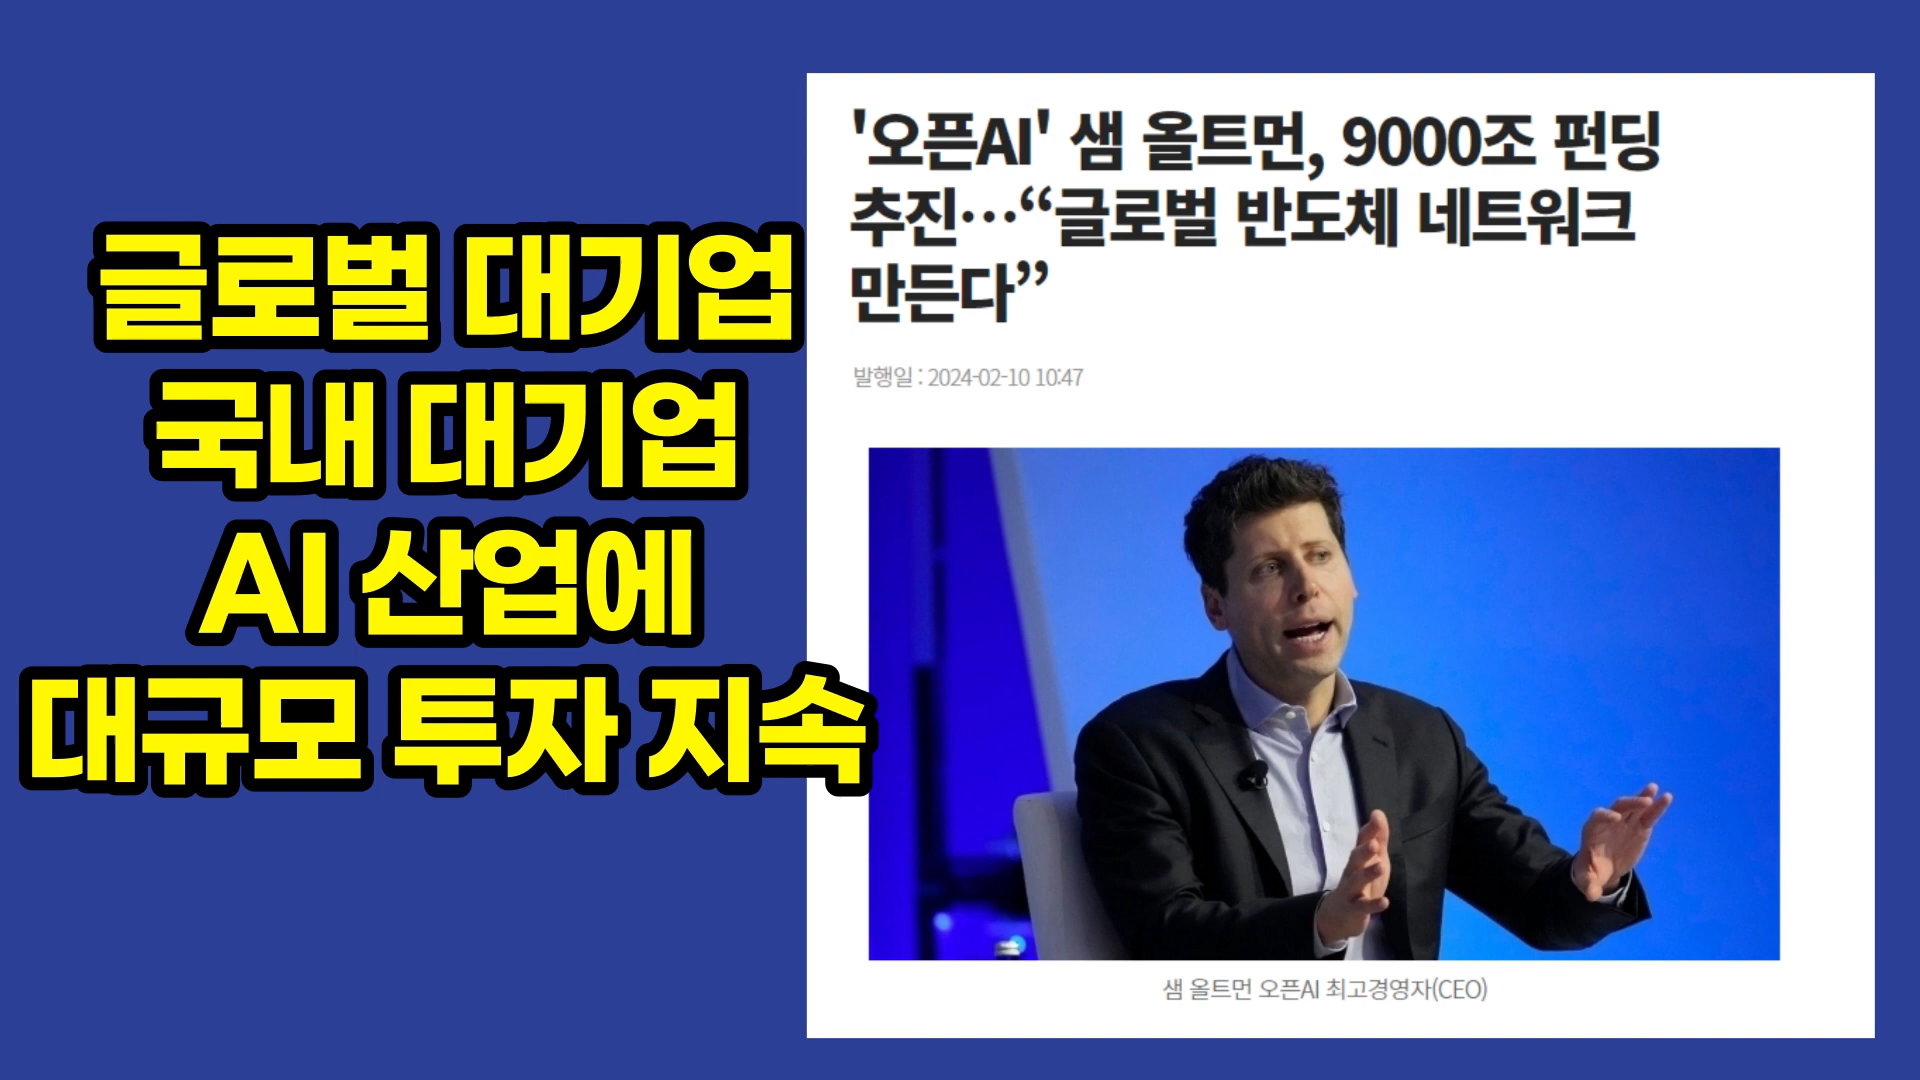 글로벌 대기업
국내 대기업
AI 산업에
대규모 투자 지속
'오픈AI' 샘 올트먼, 9000조 펀딩
추진…“글로벌 반도체 네트워크
만든다”
발행일 : 2024-02-10 10:47
샘 올트먼 오픈AI 최고경영자(CEO)